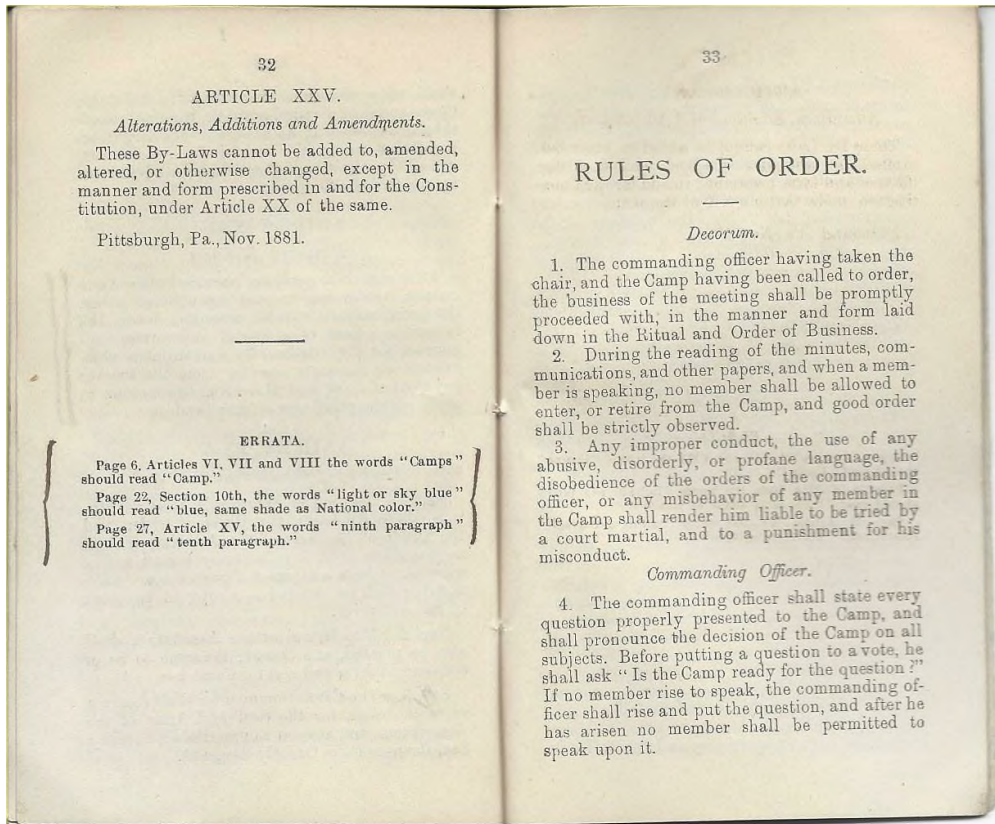 32
ARTICLE XXV.
Alterations, Additions and Amendments.
These By-Laws cannot be added to, amended,
altered, or otherwise changed, except in the
manner and form prescribed in and for the Cons-
titution, under Article XX of the same.
Pittsburgh, Pa., Nov. 1881.
ERRATA.
Page 6, Articles VI, VII and VIII the words "Camps"
should read "Camp."
Page 22, Section 10th, the words "light or sky blue"
should read "blue, same shade as National color."
Page 27, Article XV, the words "ninth paragraph"
should read "tenth paragraph."
33
RULES OF ORDER.
Decorum.
1. The commanding officer having taken the
chair, and the Camp having been called to order,
the business of the meeting shall be promptly
proceeded with, in the manner and form laid
down in the Ritual and Order of Business.
2. During the reading of the minutes, com-
munications, and other papers, and when a mem-
ber is speaking, no member shall be allowed to
enter, or retire from the Camp, and good order
shall be strictly observed.
3. Any improper conduct, the use of any
abusive, disorderly, or profane language, the
disobedience of the orders of the commanding
officer, or any misbehavior of any member in
the Camp shall render him liable to be tried by
a court martial, and to a punishment for his
misconduct.
Commanding Officer.
4. The commanding officer shall state every
question properly presented to the Camp, and
shall pronounce the decision of the Camp on all
subjects. Before putting a question to a vote, he
shall ask "Is the Camp ready for the question?"
If no member rise to speak, the commanding of-
ficer shall rise and put the question, and after he
has arisen no member shall be permitted to
speak upon it.